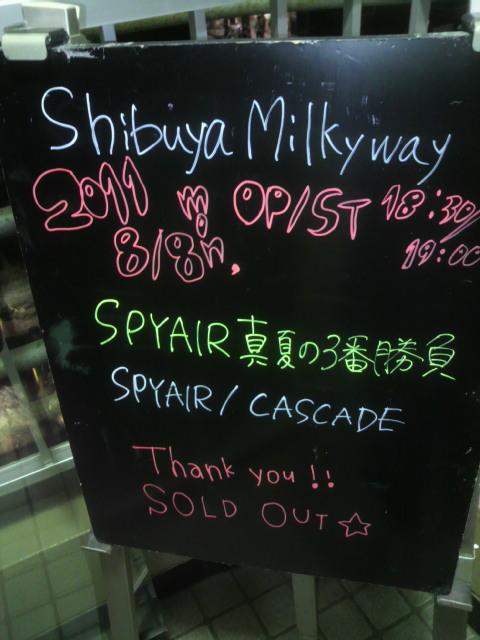 Shibuya Milkyway
2011 mon, OP/ST 18:30/
8/8 19:00
SPYAIR 真夏の3番勝負
SPYAIR / CASCADE
Thank you!!
SOLD OUT☆